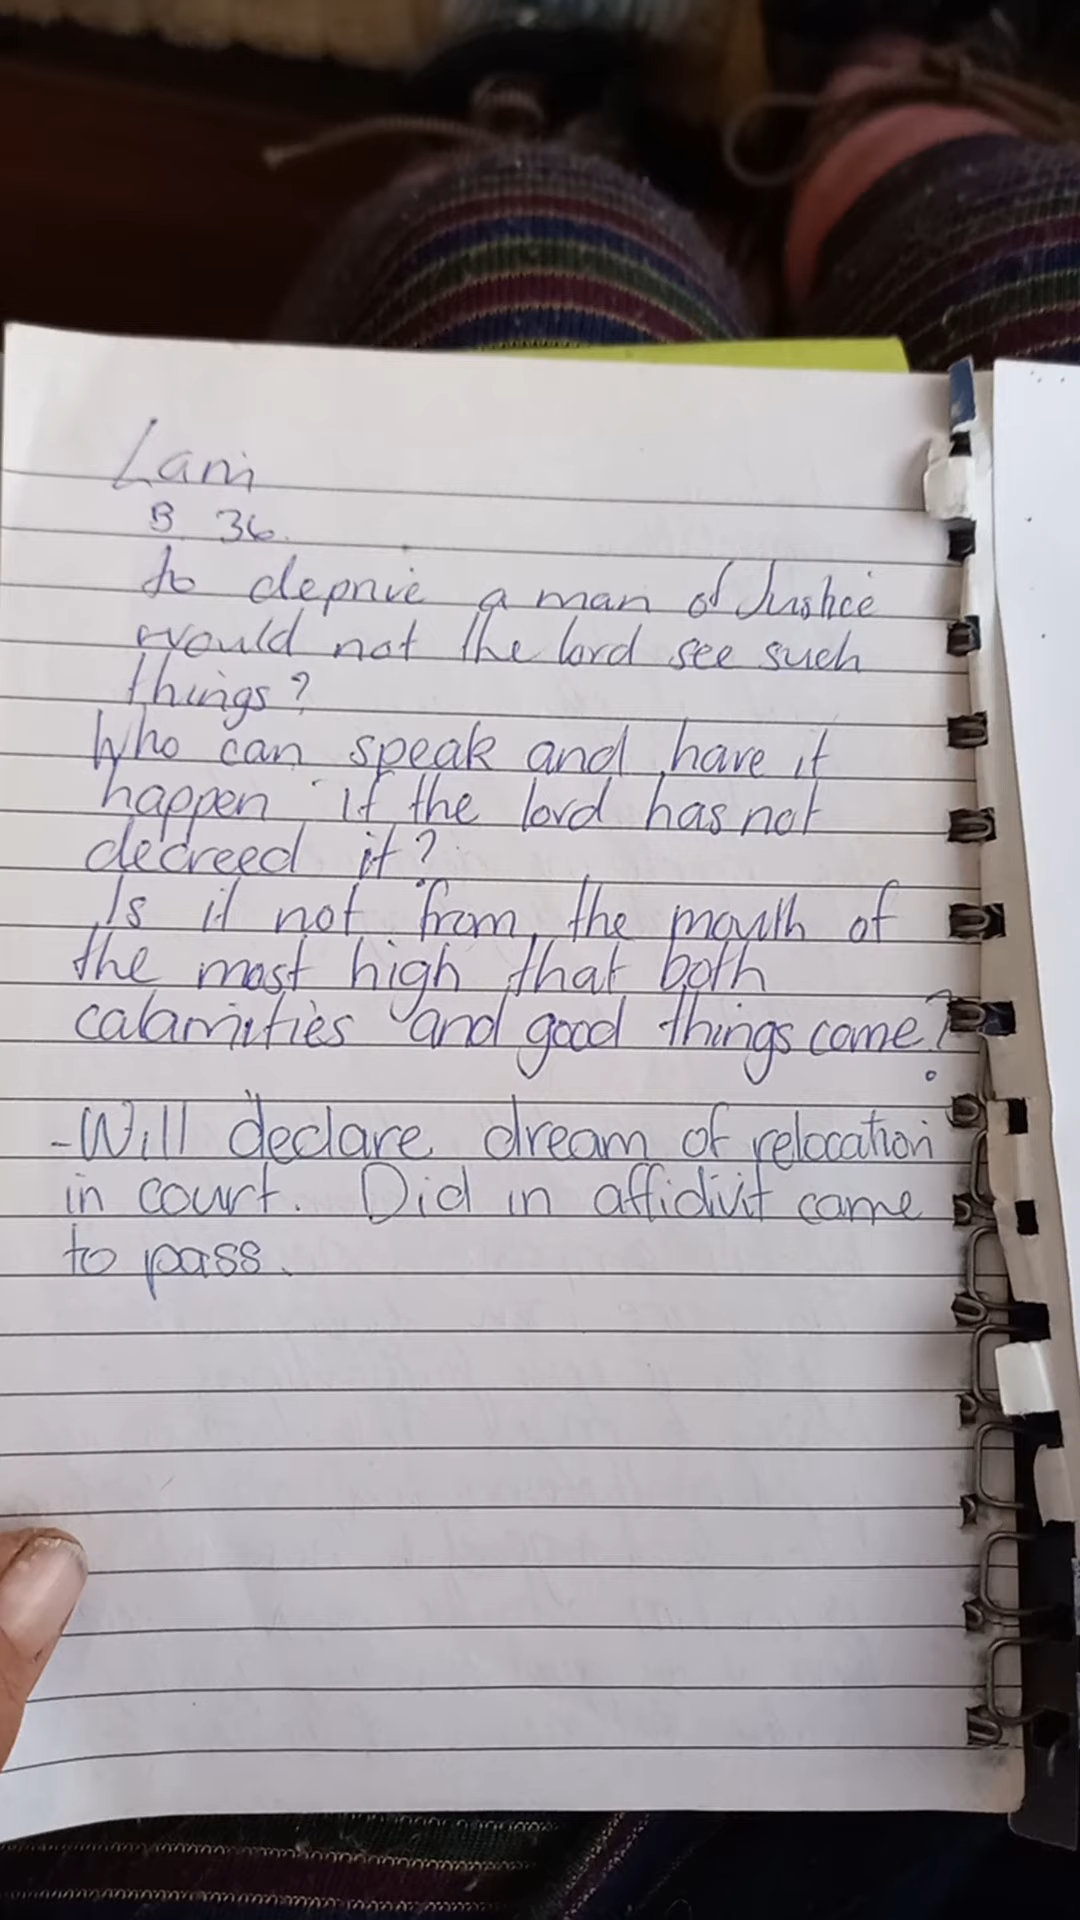 Lam
3 36.
to deprive a man of Justice
would not the lord see such
things?
Who can speak and have it
happen if the lord has not
decreed it?
Is it not from the mouth of
the most high that both
calamities and good things come?
- Will declare dream of relocation
in court. Did in affidivit came
to pass.